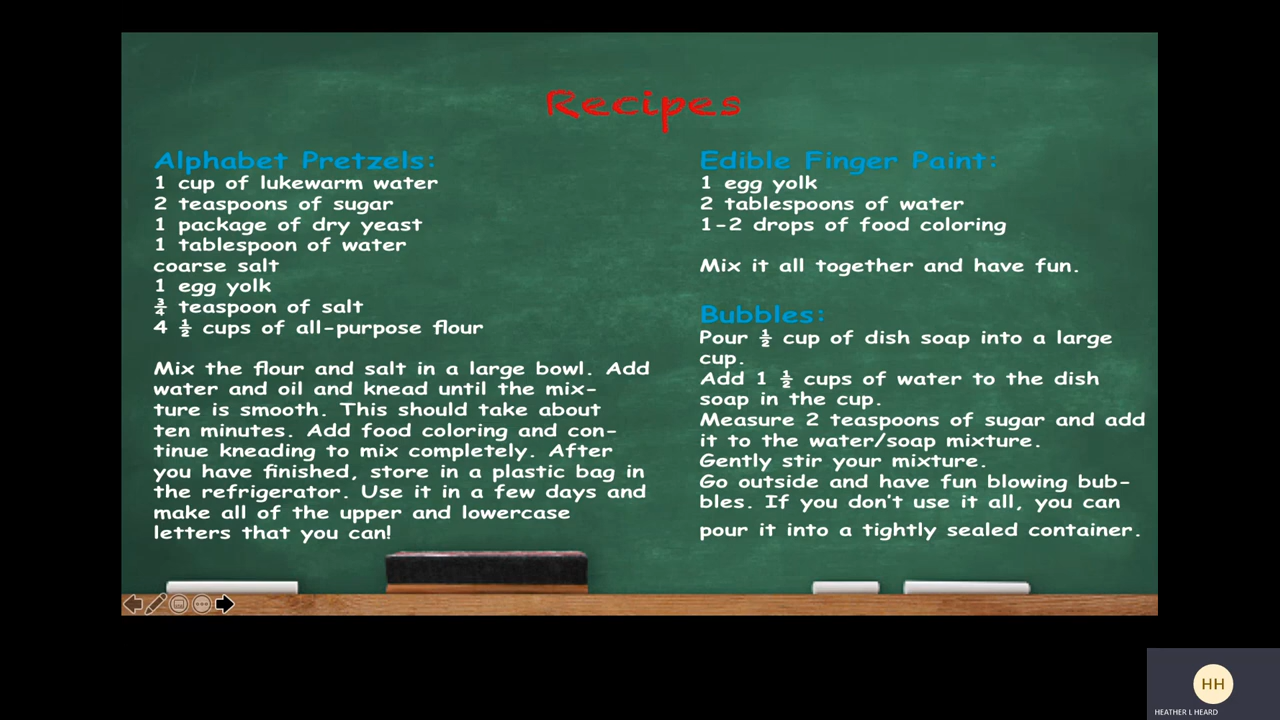 Recipes
Alphabet Pretzels:
1 cup of lukewarm water
2 teaspoons of sugar
1 package of dry yeast
1 tablespoon of water
coarse salt
1 egg yolk
¾ teaspoon of salt
4 ½ cups of all-purpose flour
Mix the flour and salt in a large bowl. Add
water and oil and knead until the mix-
ture is smooth. This should take about
ten minutes. Add food coloring and con-
tinue kneading to mix completely. After
you have finished, store in a plastic bag in
the refrigerator. Use it in a few days and
make all of the upper and lowercase
letters that you can!
Edible Finger Paint:
1 egg yolk
2 tablespoons of water
1-2 drops of food coloring
Mix it all together and have fun.
Bubbles:
Pour ½ cup of dish soap into a large
cup.
Add 1 ½ cups of water to the dish
soap in the cup.
Measure 2 teaspoons of sugar and add
it to the water/soap mixture.
Gently stir your mixture.
Go outside and have fun blowing bub-
bles. If you don't use it all, you can
pour it into a tightly sealed container.
HH
HEATHER L HEARD